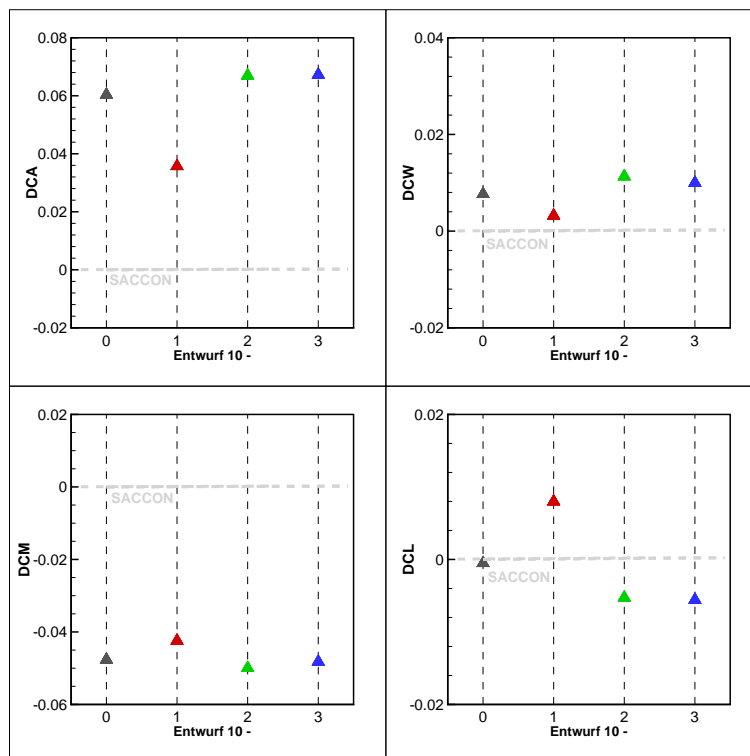 0.08
0.06
0.04
0.02
0
-0.02
DCA
SACCON
0 1 2 3
Entwurf 10 -
0.04
0.02
0
-0.02
DCW
SACCON
0 1 2 3
Entwurf 10 -
0.02
0
-0.02
-0.04
-0.06
DCM
SACCON
0 1 2 3
Entwurf 10 -
0.02
0
-0.02
DCL
SACCON
0 1 2 3
Entwurf 10 -